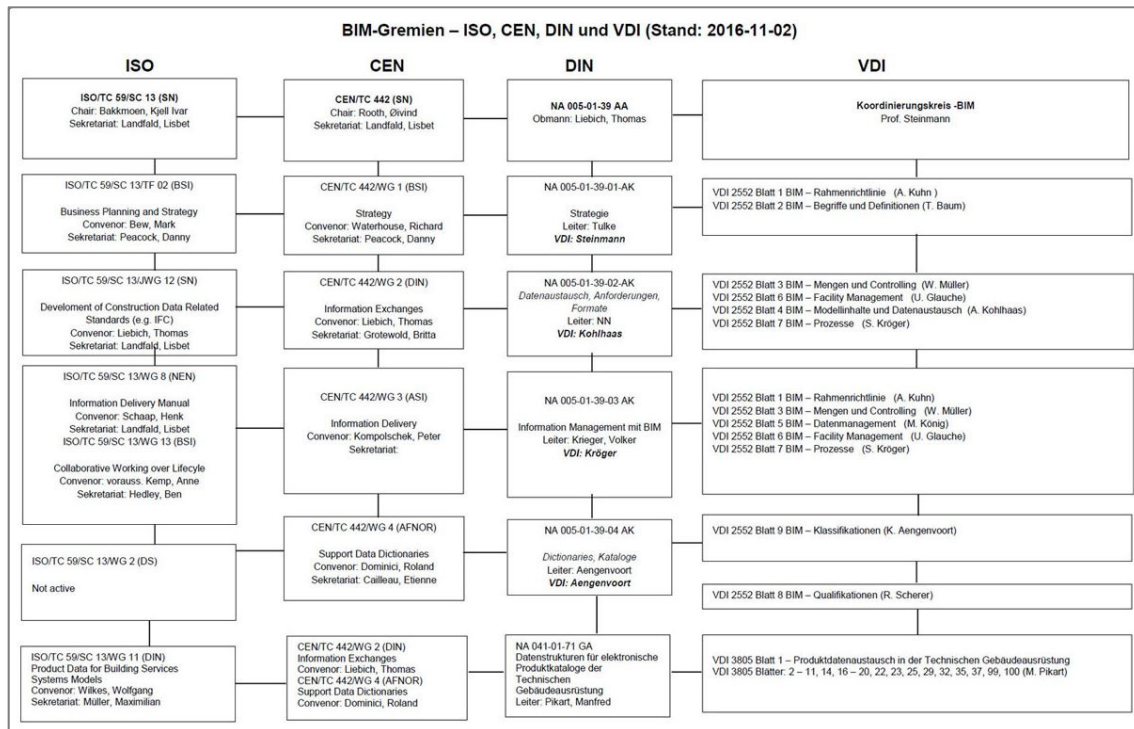 BIM-Gremien – ISO, CEN, DIN und VDI (Stand: 2016-11-02)
ISO
CEN
DIN
VDI
ISO/TC 59/SC 13 (SN)
Chair: Bakkmoen, Kjell Ivar
Sekretariat: Landfald, Lisbet
CEN/TC 442 (SN)
Chair: Rooth, Øivind
Sekretariat: Landfald, Lisbet
NA 005-01-39 AA
Obmann: Liebich, Thomas
Koordinierungskreis -BIM
Prof. Steinmann
ISO/TC 59/SC 13/TF 02 (BSI)
Business Planning and Strategy
Convenor: Bew, Mark
Sekretariat: Peacock, Danny
CEN/TC 442/WG 1 (BSI)
Strategy
Convenor: Waterhouse, Richard
Sekretariat: Peacock, Danny
NA 005-01-39-01-AK
Strategie
Leiter: Tulke
VDI: Steinmann
VDI 2552 Blatt 1 BIM – Rahmenrichtlinie (A. Kuhn )
VDI 2552 Blatt 2 BIM – Begriffe und Definitionen (T. Baum)
ISO/TC 59/SC 13/JWG 12 (SN)
Develoment of Construction Data Related
Standards (e.g. IFC)
Convenor: Liebich, Thomas
Sekretariat: Landfald, Lisbet
CEN/TC 442/WG 2 (DIN)
Information Exchanges
Convenor: Liebich, Thomas
Sekretariat: Grotewold, Britta
NA 005-01-39-02-AK
Datenaustausch, Anforderungen,
Formate
Leiter: NN
VDI: Kohlhaas
VDI 2552 Blatt 3 BIM – Mengen und Controlling (W. Müller)
VDI 2552 Blatt 6 BIM – Facility Management (U. Glauche)
VDI 2552 Blatt 4 BIM – Modellinhalte und Datenaustausch (A. Kohlhaas)
VDI 2552 Blatt 7 BIM – Prozesse (S. Kröger)
ISO/TC 59/SC 13/WG 8 (NEN)
Information Delivery Manual
Convenor: Schaap, Henk
Sekretariat: Landfald, Lisbet
ISO/TC 59/SC 13/WG 13 (BSI)
Collaborative Working over Lifecyle
Convenor: vorauss. Kemp, Anne
Sekretariat: Hedley, Ben
CEN/TC 442/WG 3 (ASI)
Information Delivery
Convenor: Kompolschek, Peter
Sekretariat:
NA 005-01-39-03 AK
Information Management mit BIM
Leiter: Krieger, Volker
VDI: Kröger
VDI 2552 Blatt 1 BIM – Rahmenrichtlinie (A. Kuhn)
VDI 2552 Blatt 3 BIM – Mengen und Controlling (W. Müller)
VDI 2552 Blatt 5 BIM – Datenmanagement (M. König)
VDI 2552 Blatt 6 BIM – Facility Management (U. Glauche)
VDI 2552 Blatt 7 BIM – Prozesse (S. Kröger)
ISO/TC 59/SC 13/WG 2 (DS)
Not active
CEN/TC 442/WG 4 (AFNOR)
Support Data Dictionaries
Convenor: Dominici, Roland
Sekretariat: Cailleau, Etienne
NA 005-01-39-04 AK
Dictionaries, Kataloge
Leiter: Aengenvoort
VDI: Aengenvoort
VDI 2552 Blatt 9 BIM – Klassifikationen (K. Aengenvoort)
VDI 2552 Blatt 8 BIM – Qualifikationen (R. Scherer)
ISO/TC 59/SC 13/WG 11 (DIN)
Product Data for Building Services
Systems Models
Convenor: Wilkes, Wolfgang
Sekretariat: Müller, Maximilian
CEN/TC 442/WG 2 (DIN)
Information Exchanges
Convenor: Liebich, Thomas
CEN/TC 442/WG 4 (AFNOR)
Support Data Dictionaries
Convenor: Dominici, Roland
NA 041-01-71 GA
Datenstrukturen für elektronische
Produktkataloge der
Technischen
Gebäudeausrüstung
Leiter: Pikart, Manfred
VDI 3805 Blatt 1 – Produktdatenaustausch in der Technischen Gebäudeausrüstung
VDI 3805 Blätter: 2 – 11, 14, 16 – 20, 22, 23, 25, 29, 32, 35, 37, 99, 100 (M. Pikart)